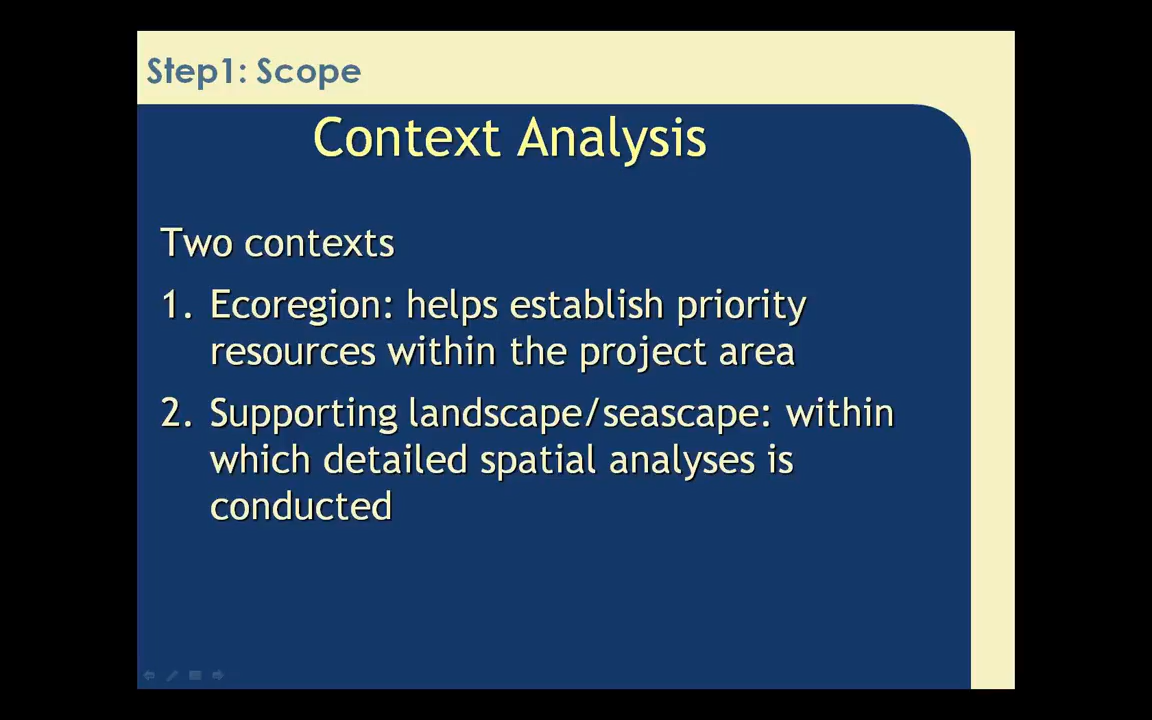 Step1: Scope
Context Analysis
Two contexts
1. Ecoregion: helps establish priority
resources within the project area
2. Supporting landscape/seascape: within
which detailed spatial analyses is
conducted